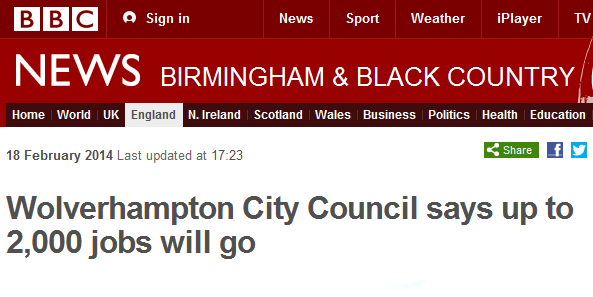 BBC Sign in News Sport Weather iPlayer TV
NEWS BIRMINGHAM & BLACK COUNTRY
Home World UK England N. Ireland Scotland Wales Business Politics Health Education
18 February 2014 Last updated at 17:23 Share f
Wolverhampton City Council says up to
2,000 jobs will go